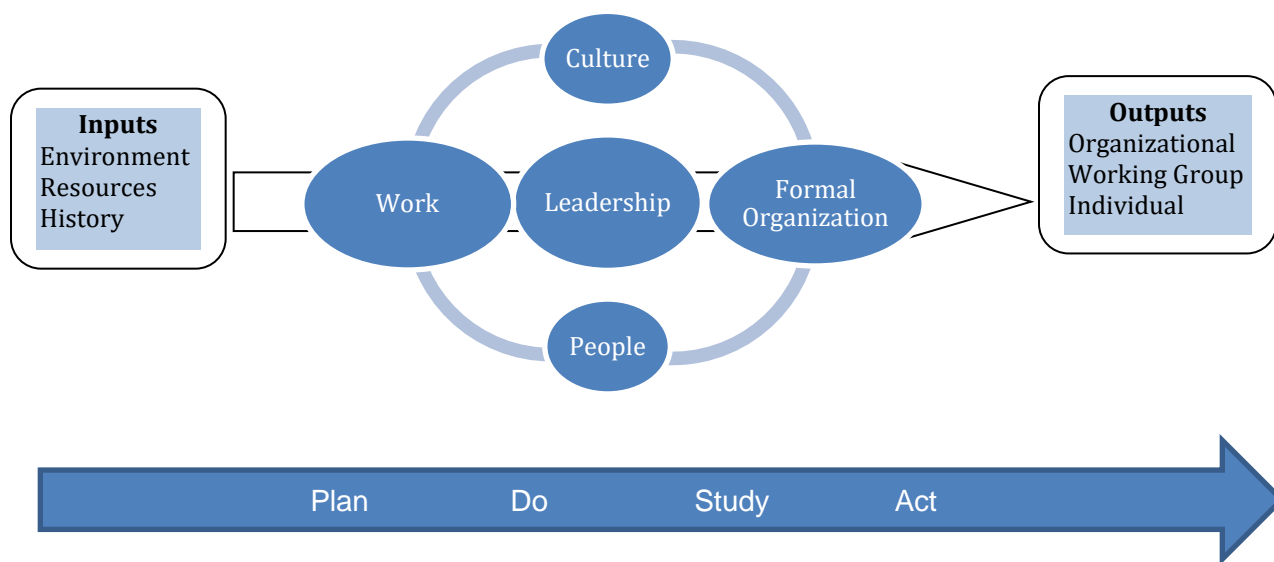 Culture
Inputs
Environment
Resources
History
Work
Leadership
Formal
Organization
Outputs
Organizational
Working Group
Individual
People
Plan Do Study Act